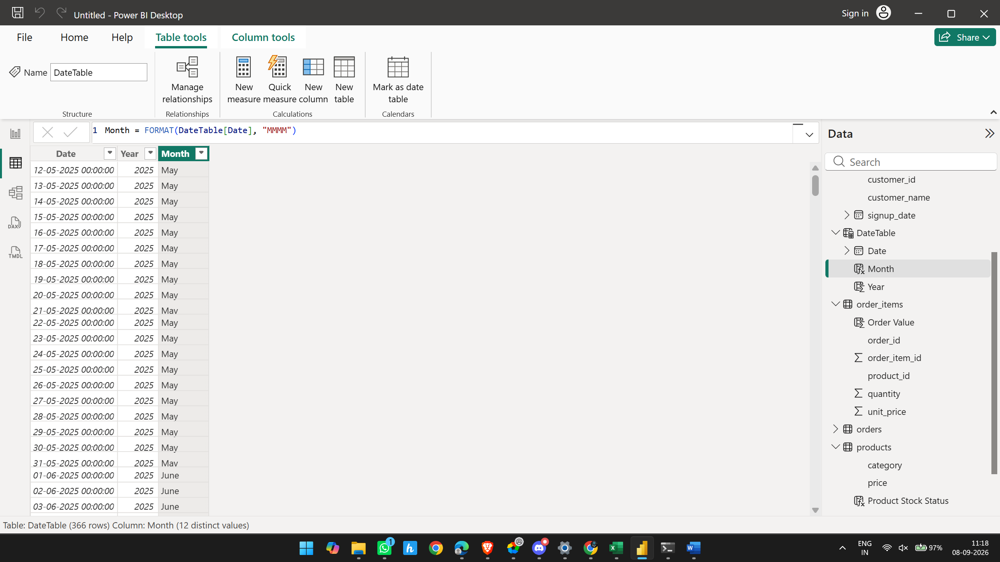 Untitled - Power BI Desktop
Sign in
File Home Help Table tools Column tools
Share
Name DateTable
Manage relationships
New measure
Quick measure
New column
New table
Mark as date table
Structure
Relationships
Calculations
Calendars
1 Month = FORMAT(DateTable[Date], "MMMM")
Date Year Month
12-05-2025 00:00:00 2025 May
13-05-2025 00:00:00 2025 May
14-05-2025 00:00:00 2025 May
15-05-2025 00:00:00 2025 May
16-05-2025 00:00:00 2025 May
17-05-2025 00:00:00 2025 May
18-05-2025 00:00:00 2025 May
19-05-2025 00:00:00 2025 May
20-05-2025 00:00:00 2025 May
21-05-2025 00:00:00 2025 May
22-05-2025 00:00:00 2025 May
23-05-2025 00:00:00 2025 May
24-05-2025 00:00:00 2025 May
25-05-2025 00:00:00 2025 May
26-05-2025 00:00:00 2025 May
27-05-2025 00:00:00 2025 May
28-05-2025 00:00:00 2025 May
29-05-2025 00:00:00 2025 May
30-05-2025 00:00:00 2025 May
31-05-2025 00:00:00 2025 May
01-06-2025 00:00:00 2025 June
02-06-2025 00:00:00 2025 June
03-06-2025 00:00:00 2025 June
DAX
TMDL
Data
Search
customer_id
customer_name
signup_date
DateTable
Date
Month
Year
order_items
Order Value
order_id
order_item_id
product_id
quantity
unit_price
orders
products
category
price
Product Stock Status
Table: DateTable (366 rows) Column: Month (12 distinct values)
1
ENG
IN
97%
11:18
08-09-2026